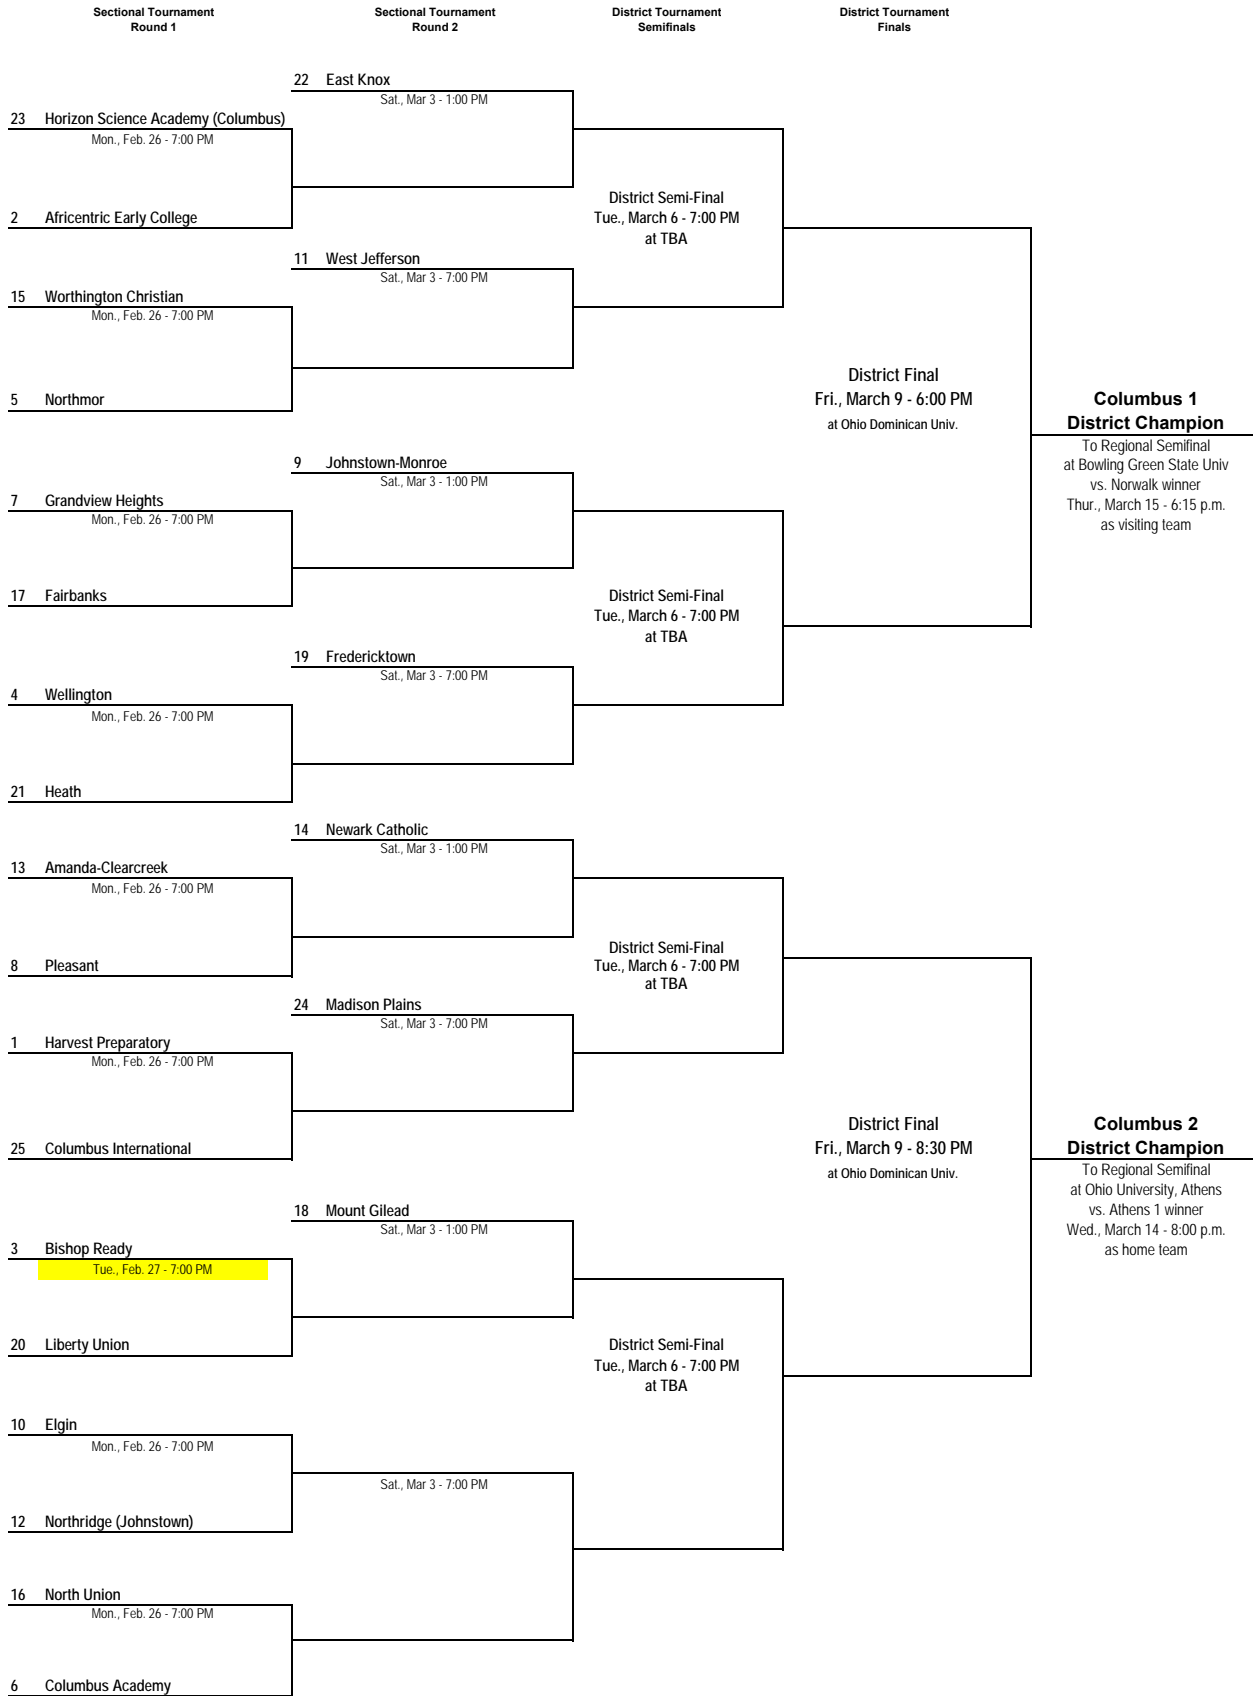 Sectional Tournament
Round 1
Sectional Tournament
Round 2
District Tournament
Semifinals
District Tournament
Finals
22 East Knox
Sat., Mar 3 - 1:00 PM
23 Horizon Science Academy (Columbus)
Mon., Feb. 26 - 7:00 PM
District Semi-Final
Tue., March 6 - 7:00 PM
at TBA
2 Africentric Early College
11 West Jefferson
Sat., Mar 3 - 7:00 PM
15 Worthington Christian
Mon., Feb. 26 - 7:00 PM
District Final
Fri., March 9 - 6:00 PM
at Ohio Dominican Univ.
5 Northmor
Columbus 1
District Champion
To Regional Semifinal
at Bowling Green State Univ
vs. Norwalk winner
Thur., March 15 - 6:15 p.m.
as visiting team
9 Johnstown-Monroe
Sat., Mar 3 - 1:00 PM
7 Grandview Heights
Mon., Feb. 26 - 7:00 PM
17 Fairbanks
District Semi-Final
Tue., March 6 - 7:00 PM
at TBA
19 Fredericktown
Sat., Mar 3 - 7:00 PM
4 Wellington
Mon., Feb. 26 - 7:00 PM
21 Heath
14 Newark Catholic
Sat., Mar 3 - 1:00 PM
13 Amanda-Clearcreek
Mon., Feb. 26 - 7:00 PM
District Semi-Final
Tue., March 6 - 7:00 PM
at TBA
8 Pleasant
24 Madison Plains
Sat., Mar 3 - 7:00 PM
1 Harvest Preparatory
Mon., Feb. 26 - 7:00 PM
District Final
Fri., March 9 - 8:30 PM
at Ohio Dominican Univ.
Columbus 2
District Champion
To Regional Semifinal
at Ohio University, Athens
vs. Athens 1 winner
Wed., March 14 - 8:00 p.m.
as home team
25 Columbus International
18 Mount Gilead
Sat., Mar 3 - 1:00 PM
3 Bishop Ready
Tue., Feb. 27 - 7:00 PM
20 Liberty Union
District Semi-Final
Tue., March 6 - 7:00 PM
at TBA
10 Elgin
Mon., Feb. 26 - 7:00 PM
Sat., Mar 3 - 7:00 PM
12 Northridge (Johnstown)
16 North Union
Mon., Feb. 26 - 7:00 PM
6 Columbus Academy